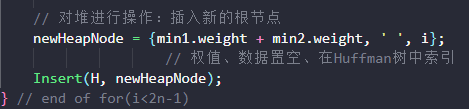 // 对堆进行操作：插入新的根节点
newHeapNode = {min1.weight + min2.weight, ' ', i};
// 权值、数据置空、在Huffman树中索引
Insert(H, newHeapNode);
} // end of for(i<2n-1)